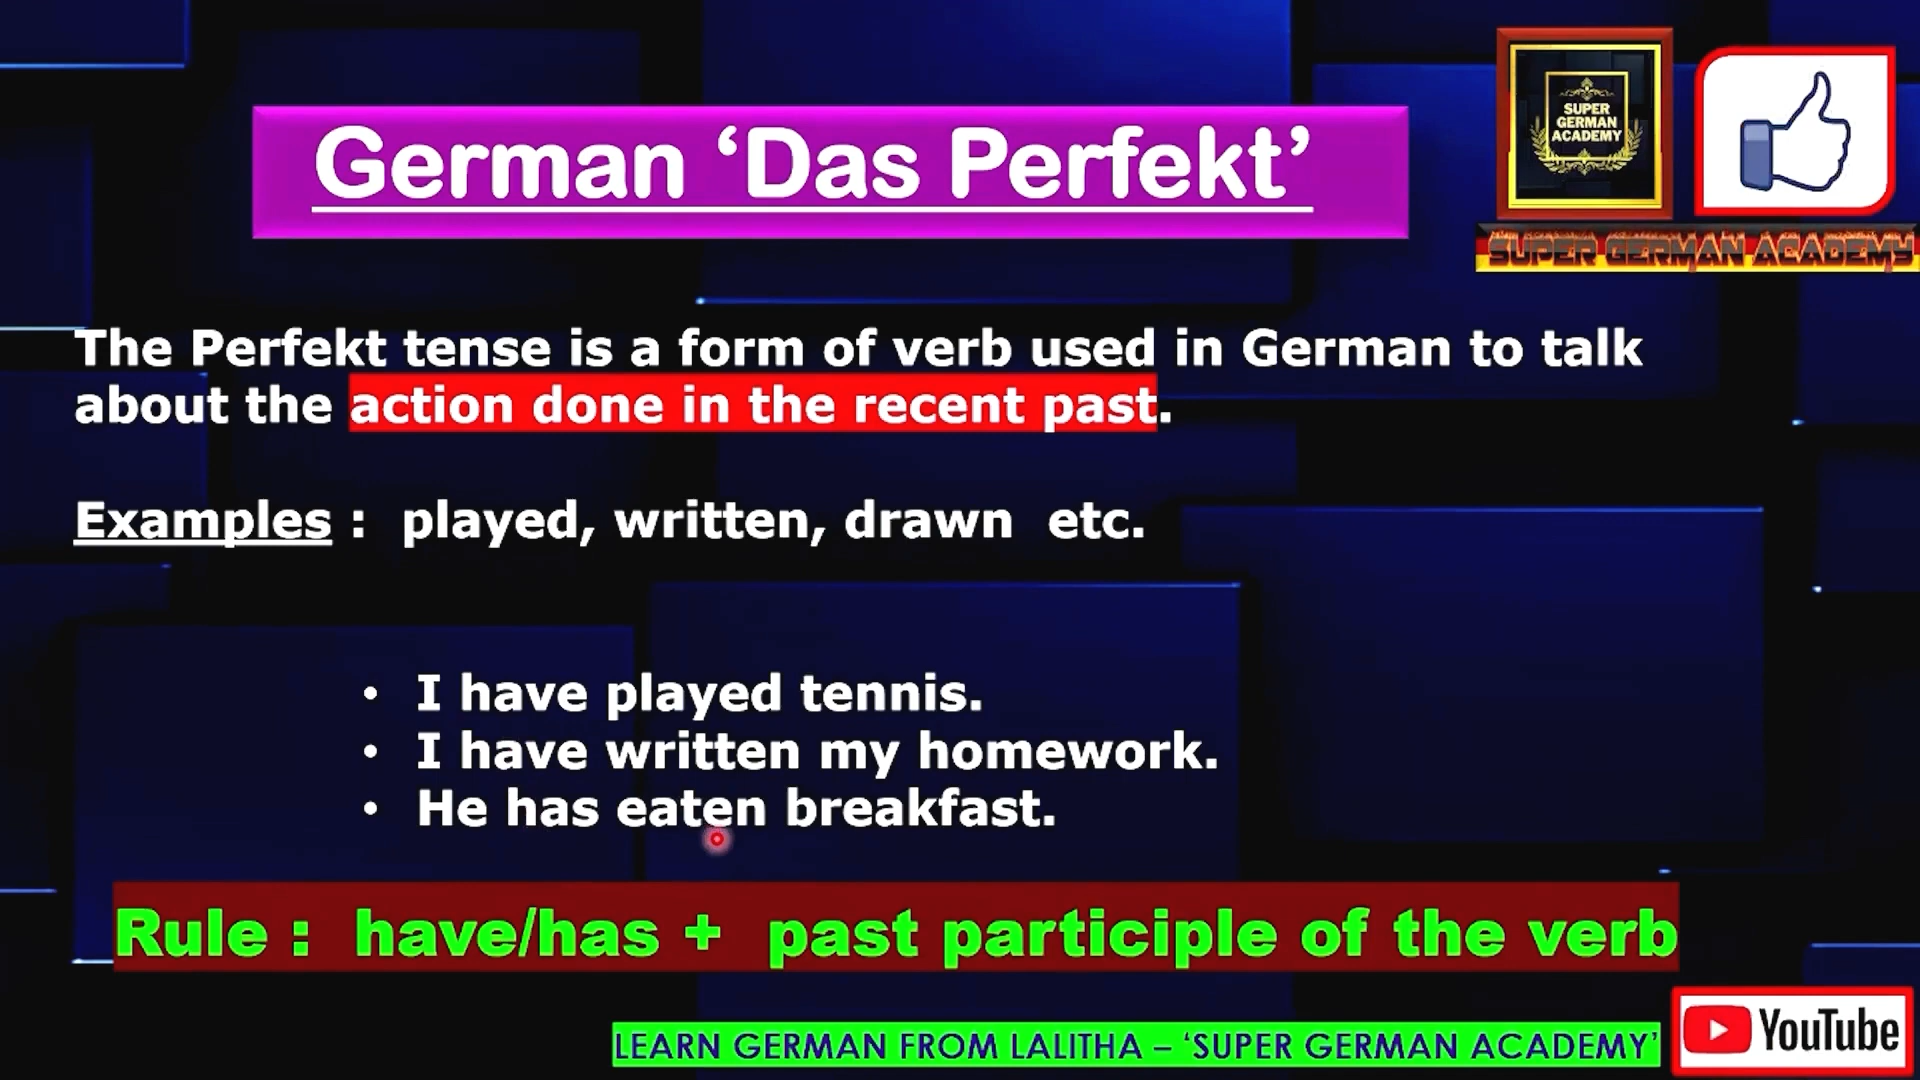 German ‘Das Perfekt’
SUPER
GERMAN
ACADEMY
SUPER GERMAN ACADEMY
The Perfekt tense is a form of verb used in German to talk
about the action done in the recent past.
Examples : played, written, drawn etc.
• I have played tennis.
• I have written my homework.
• He has eaten breakfast.
Rule : have/has + past participle of the verb
LEARN GERMAN FROM LALITHA – ‘SUPER GERMAN ACADEMY’
YouTube